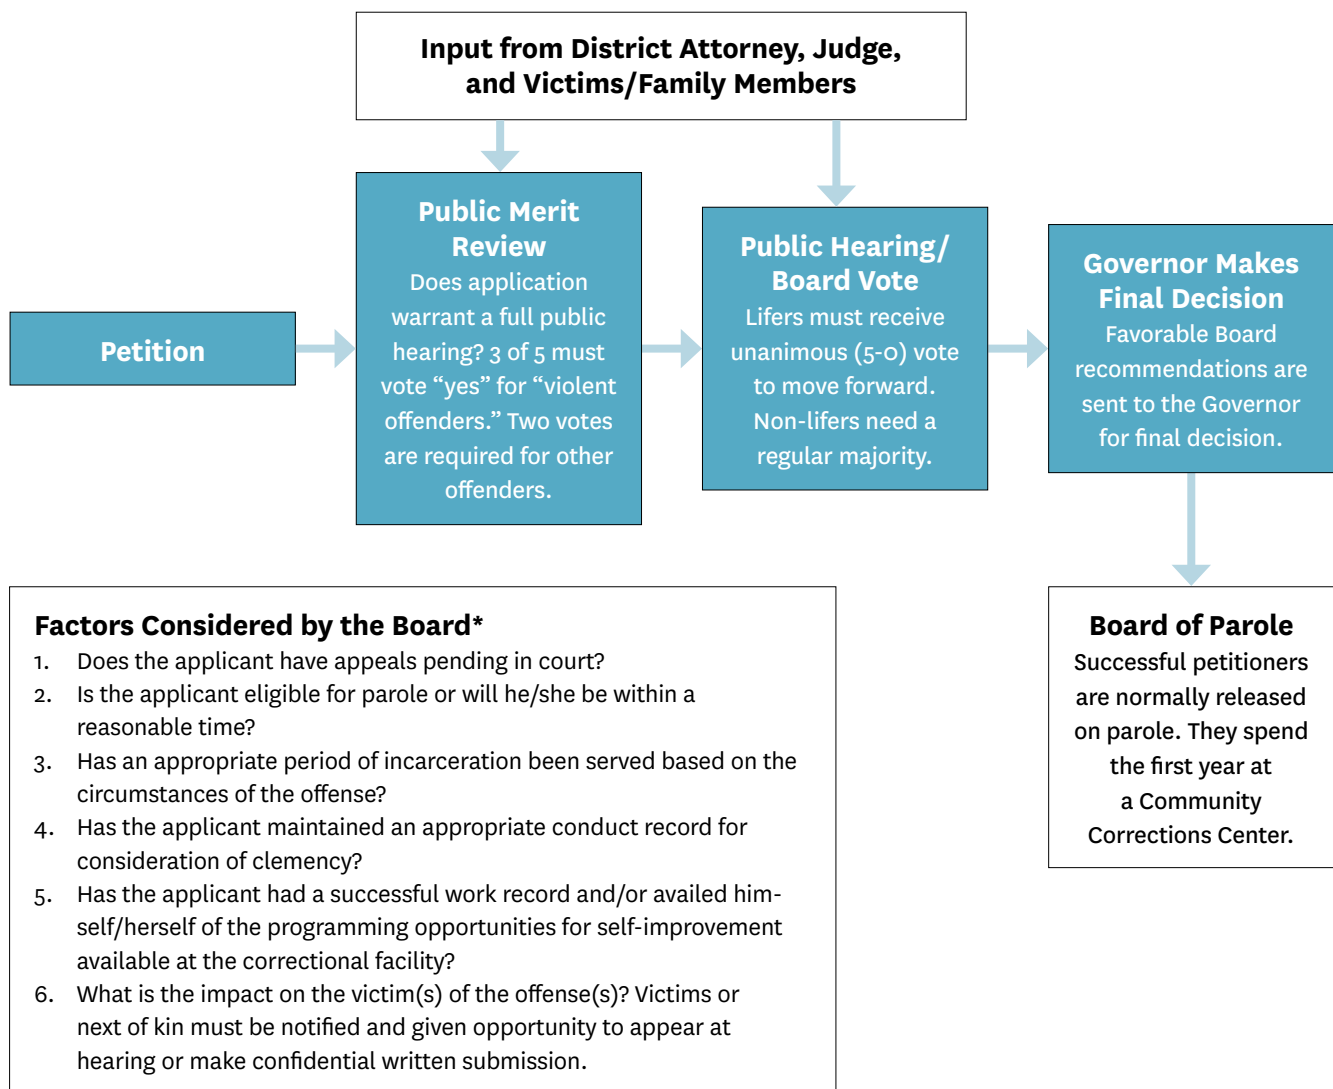 Input from District Attorney, Judge,
and Victims/Family Members
Petition
Public Merit
Review
Does application
warrant a full public
hearing? 3 of 5 must
vote “yes” for “violent
offenders.” Two votes
are required for other
offenders.
Public Hearing/
Board Vote
Lifers must receive
unanimous (5-0) vote
to move forward.
Non-lifers need a
regular majority.
Governor Makes
Final Decision
Favorable Board
recommendations are
sent to the Governor
for final decision.
Board of Parole
Successful petitioners
are normally released
on parole. They spend
the first year at
a Community
Corrections Center.
Factors Considered by the Board*
1. Does the applicant have appeals pending in court?
2. Is the applicant eligible for parole or will he/she be within a
reasonable time?
3. Has an appropriate period of incarceration been served based on the
circumstances of the offense?
4. Has the applicant maintained an appropriate conduct record for
consideration of clemency?
5. Has the applicant had a successful work record and/or availed him-
self/herself of the programming opportunities for self-improvement
available at the correctional facility?
6. What is the impact on the victim(s) of the offense(s)? Victims or
next of kin must be notified and given opportunity to appear at
hearing or make confidential written submission.